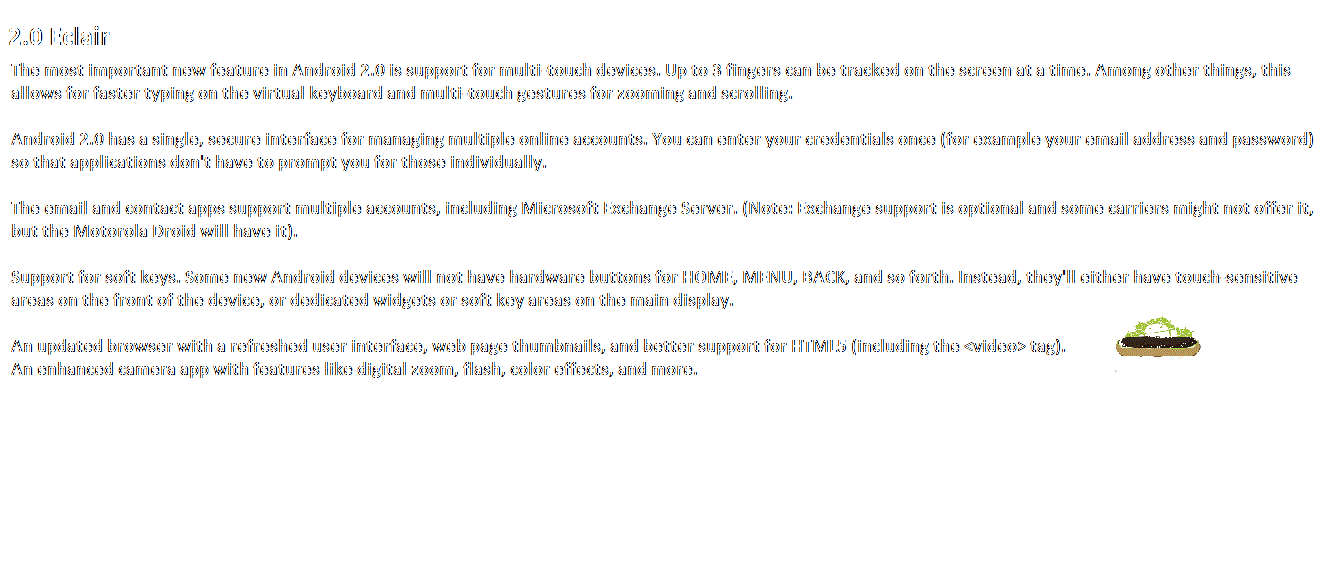 2.0 Eclair
The most important new feature in Android 2.0 is support for multi-touch devices. Up to 3 fingers can be tracked on the screen at a time. Among other things, this
allows for faster typing on the virtual keyboard and multi-touch gestures for zooming and scrolling.
Android 2.0 has a single, secure interface for managing multiple online accounts. You can enter your credentials once (for example your email address and password)
so that applications don't have to prompt you for those individually.
The email and contact apps support multiple accounts, including Microsoft Exchange Server. (Note: Exchange support is optional and some carriers might not offer it,
but the Motorola Droid will have it).
Support for soft keys. Some new Android devices will not have hardware buttons for HOME, MENU, BACK, and so forth. Instead, they'll either have touch-sensitive
areas on the front of the device, or dedicated widgets or soft key areas on the main display.
An updated browser with a refreshed user interface, web page thumbnails, and better support for HTML5 (including the <video> tag).
An enhanced camera app with features like digital zoom, flash, color effects, and more.